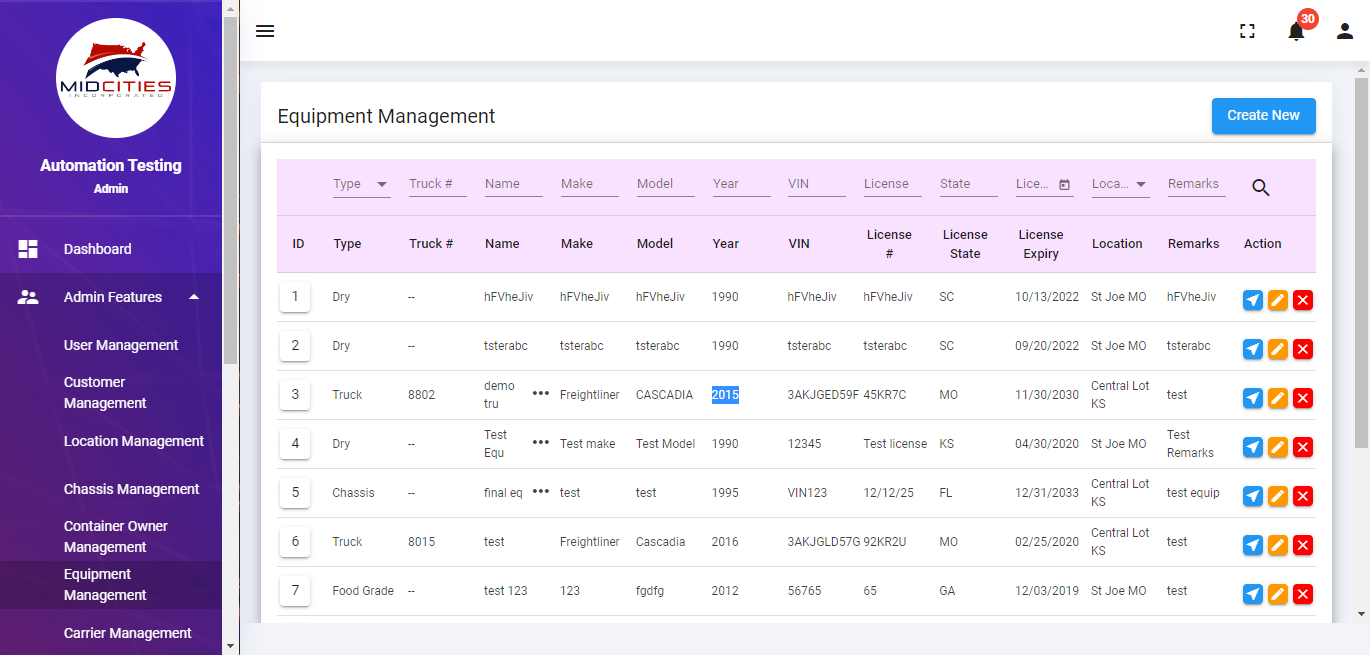 MIDCITIES
INCORPORATED
Automation Testing
Admin
Dashboard
Admin Features
User Management
Customer
Management
Location Management
Chassis Management
Container Owner
Management
Equipment
Management
Carrier Management
30
Equipment Management
Create New
Type Truck # Name Make Model Year VIN License State Lice... Loca... Remarks
ID Type Truck # Name Make Model Year VIN License # License State License Expiry Location Remarks Action
1 Dry -- hFVheJiv hFVheJiv hFVheJiv 1990 hFVheJiv hFVheJiv SC 10/13/2022 St Joe MO hFVheJiv
2 Dry -- tsterabc tsterabc tsterabc 1990 tsterabc tsterabc SC 09/20/2022 St Joe MO tsterabc
3 Truck 8802 demo tru ••• Freightliner CASCADIA 2015 3AKJGED59F 45KR7C MO 11/30/2030 Central Lot KS test
4 Dry -- Test Equ ••• Test make Test Model 1990 12345 Test license KS 04/30/2020 St Joe MO Test Remarks
5 Chassis -- final eq ••• test test 1995 VIN123 12/12/25 FL 12/31/2033 Central Lot KS test equip
6 Truck 8015 test Freightliner Cascadia 2016 3AKJGLD57G 92KR2U MO 02/25/2020 Central Lot KS test
7 Food Grade -- test 123 123 fgdfg 2012 56765 65 GA 12/03/2019 St Joe MO test